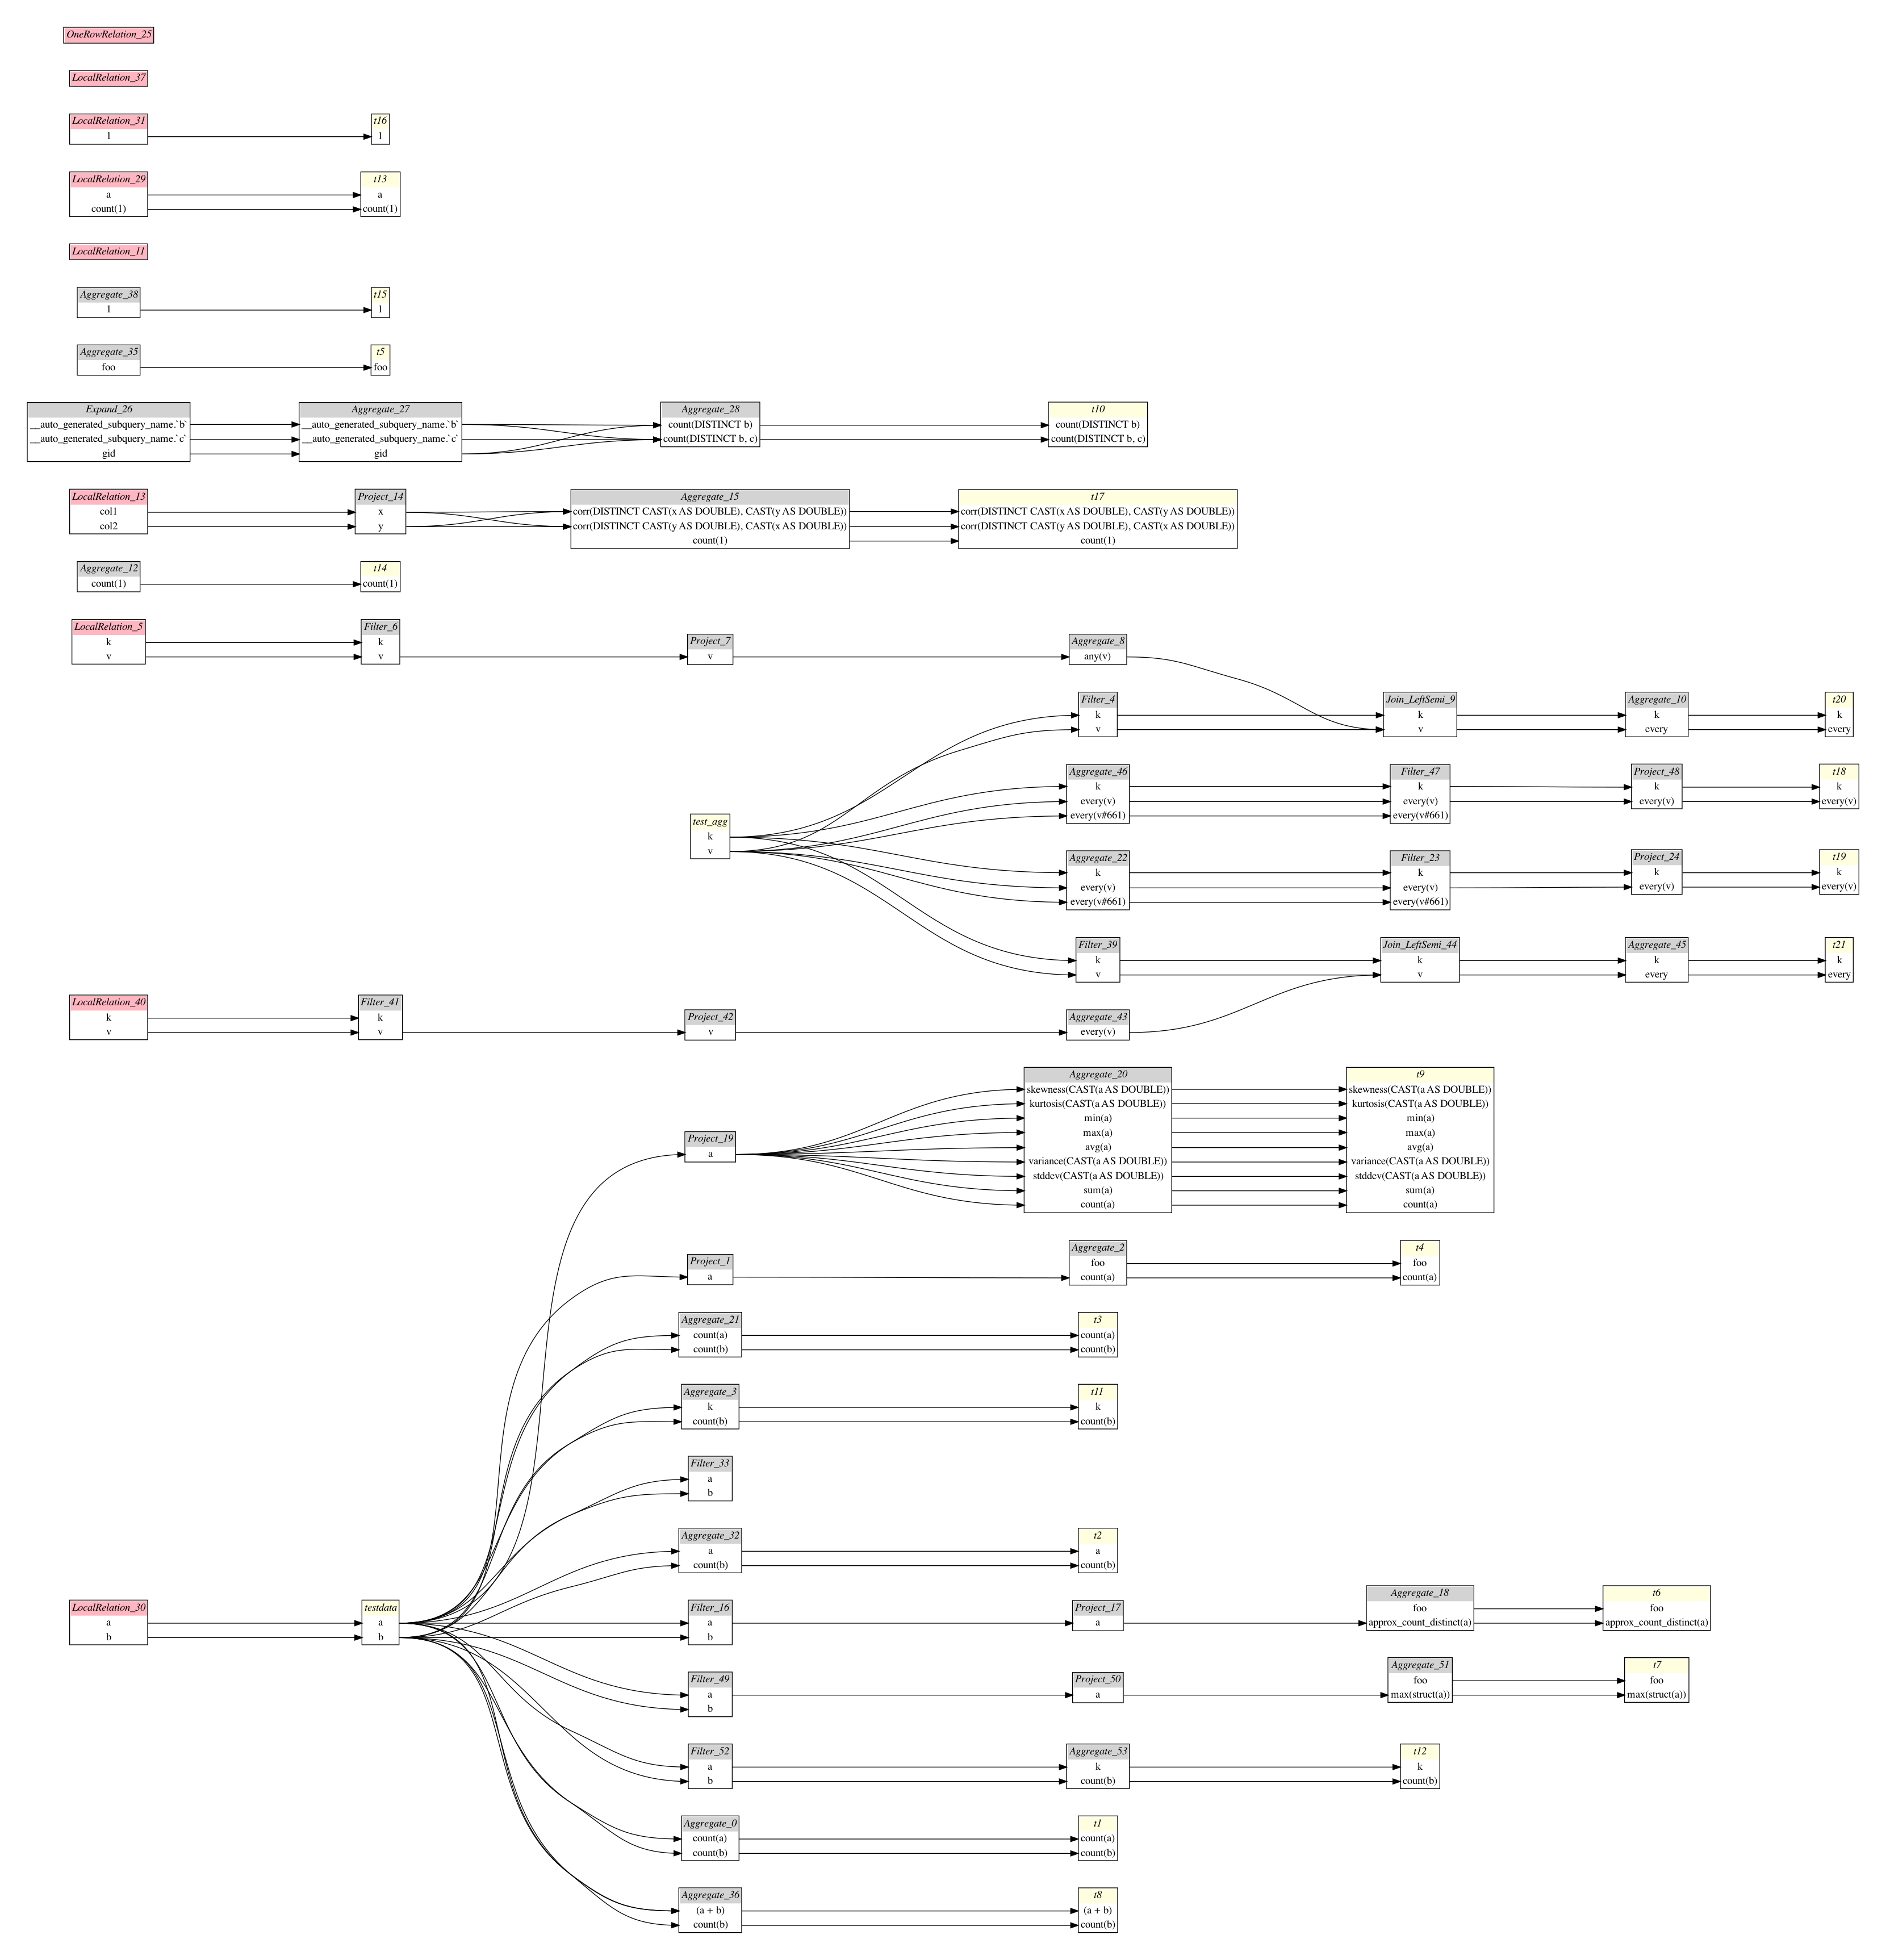 OneRowRelation_25
LocalRelation_37
LocalRelation_31
1
t16
1
LocalRelation_29
a
count(1)
t13
a
count(1)
LocalRelation_11
Aggregate_38
1
t15
1
Aggregate_35
foo
t5
foo
Expand_26
__auto_generated_subquery_name.`b`
__auto_generated_subquery_name.`c`
gid
Aggregate_27
__auto_generated_subquery_name.`b`
__auto_generated_subquery_name.`c`
gid
Aggregate_28
count(DISTINCT b)
count(DISTINCT b, c)
t10
count(DISTINCT b)
count(DISTINCT b, c)
LocalRelation_13
col1
col2
Project_14
x
y
Aggregate_15
corr(DISTINCT CAST(x AS DOUBLE), CAST(y AS DOUBLE))
corr(DISTINCT CAST(y AS DOUBLE), CAST(x AS DOUBLE))
count(1)
t17
corr(DISTINCT CAST(x AS DOUBLE), CAST(y AS DOUBLE))
corr(DISTINCT CAST(y AS DOUBLE), CAST(x AS DOUBLE))
count(1)
Aggregate_12
count(1)
t14
count(1)
LocalRelation_5
k
v
Filter_6
k
v
Project_7
v
Aggregate_8
any(v)
Filter_4
k
v
Join_LeftSemi_9
k
v
Aggregate_10
k
every
t20
k
every
test_agg
k
v
Aggregate_46
k
every(v)
every(v#661)
Filter_47
k
every(v)
every(v#661)
Project_48
k
every(v)
t18
k
every(v)
Aggregate_22
k
every(v)
every(v#661)
Filter_23
k
every(v)
every(v#661)
Project_24
k
every(v)
t19
k
every(v)
Filter_39
k
v
Join_LeftSemi_44
k
v
Aggregate_45
k
every
t21
k
every
LocalRelation_40
k
v
Filter_41
k
v
Project_42
v
Aggregate_43
every(v)
Project_19
a
Aggregate_20
skewness(CAST(a AS DOUBLE))
kurtosis(CAST(a AS DOUBLE))
min(a)
max(a)
avg(a)
variance(CAST(a AS DOUBLE))
stddev(CAST(a AS DOUBLE))
sum(a)
count(a)
t9
skewness(CAST(a AS DOUBLE))
kurtosis(CAST(a AS DOUBLE))
min(a)
max(a)
avg(a)
variance(CAST(a AS DOUBLE))
stddev(CAST(a AS DOUBLE))
sum(a)
count(a)
Project_1
a
Aggregate_2
foo
count(a)
t4
foo
count(a)
Aggregate_21
count(a)
count(b)
t3
count(a)
count(b)
Aggregate_3
k
count(b)
t11
k
count(b)
Filter_33
a
b
Aggregate_32
a
count(b)
t2
a
count(b)
LocalRelation_30
a
b
testdata
a
b
Filter_16
a
b
Project_17
a
Aggregate_18
foo
approx_count_distinct(a)
t6
foo
approx_count_distinct(a)
Filter_49
a
b
Project_50
a
Aggregate_51
foo
max(struct(a))
t7
foo
max(struct(a))
Filter_52
a
b
Aggregate_53
k
count(b)
t12
k
count(b)
Aggregate_0
count(a)
count(b)
t1
count(a)
count(b)
Aggregate_36
(a + b)
count(b)
t8
(a + b)
count(b)